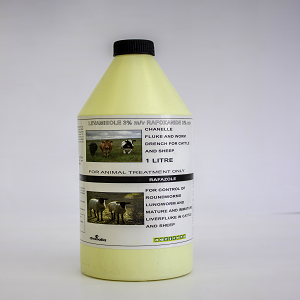 LEVAMISOLE 3% m/v RAFOXANIDE 3% m/v
CHANELLE
FLUKE AND WORM
DRENCH FOR CATTLE
AND SHEEP
1 LITRE
FOR ANIMAL TREATMENT ONLY
RAFAZOLE
FOR CONTROL OF
ROUNDWORMS
LUNGWORM AND
MATURE AND IMMATURE
LIVERFLUKE IN CATTLE
AND SHEEP